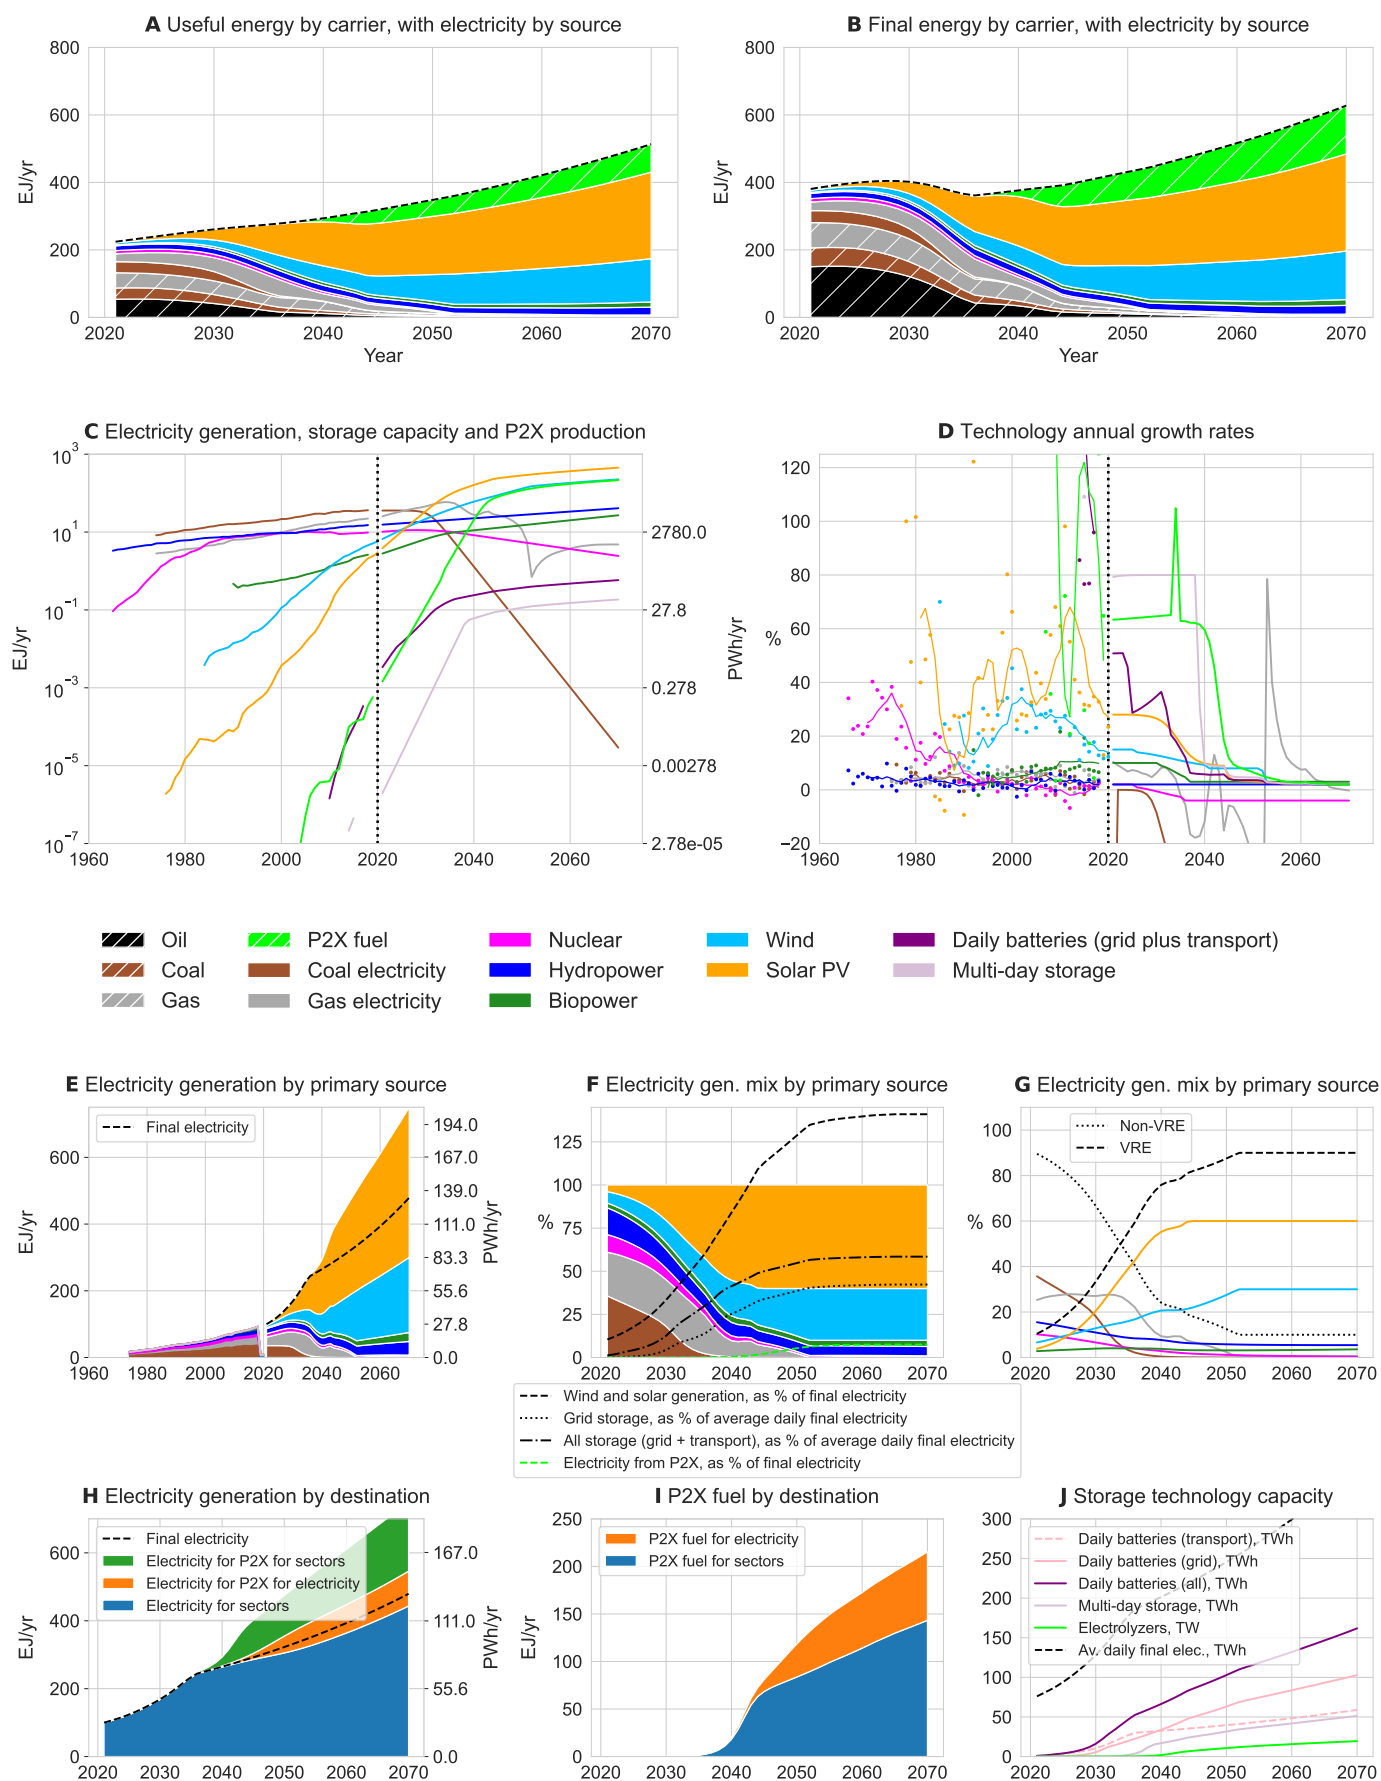 A Useful energy by carrier, with electricity by source
B Final energy by carrier, with electricity by source
800
600
400
200
0
EJ/yr
2020 2030 2040 2050 2060 2070
Year
800
600
400
200
0
EJ/yr
2020 2030 2040 2050 2060 2070
Year
C Electricity generation, storage capacity and P2X production
D Technology annual growth rates
10^3
10^1
10^−1
10^−3
10^−5
10^−7
EJ/yr
2780.0
27.8
0.278
0.00278
2.78e-05
PWh/yr
1960 1980 2000 2020 2040 2060
120
100
80
60
40
20
0
−20
%
1960 1980 2000 2020 2040 2060
Oil P2X fuel Nuclear Wind Daily batteries (grid plus transport)
Coal Coal electricity Hydropower Solar PV Multi-day storage
Gas Gas electricity Biopower
E Electricity generation by primary source
F Electricity gen. mix by primary source
G Electricity gen. mix by primary source
Final electricity
600
400
200
0
EJ/yr
194.0
167.0
139.0
111.0
83.3
55.6
27.8
0.0
PWh/yr
1960 1980 2000 2020 2040 2060
125
100
75
50
25
0
%
2020 2030 2040 2050 2060 2070
Wind and solar generation, as % of final electricity
Grid storage, as % of average daily final electricity
All storage (grid + transport), as % of average daily final electricity
Electricity from P2X, as % of final electricity
Non-VRE
VRE
100
80
60
40
20
0
%
2020 2030 2040 2050 2060 2070
H Electricity generation by destination
I P2X fuel by destination
J Storage technology capacity
Final electricity
Electricity for P2X for sectors
Electricity for P2X for electricity
Electricity for sectors
600
400
200
0
EJ/yr
167.0
111.0
55.6
0.0
PWh/yr
2020 2030 2040 2050 2060 2070
P2X fuel for electricity
P2X fuel for sectors
250
200
150
100
50
0
EJ/yr
2020 2030 2040 2050 2060 2070
Daily batteries (transport), TWh
Daily batteries (grid), TWh
Daily batteries (all), TWh
Multi-day storage, TWh
Electrolyzers, TW
Av. daily final elec., TWh
300
250
200
150
100
50
0
2020 2030 2040 2050 2060 2070